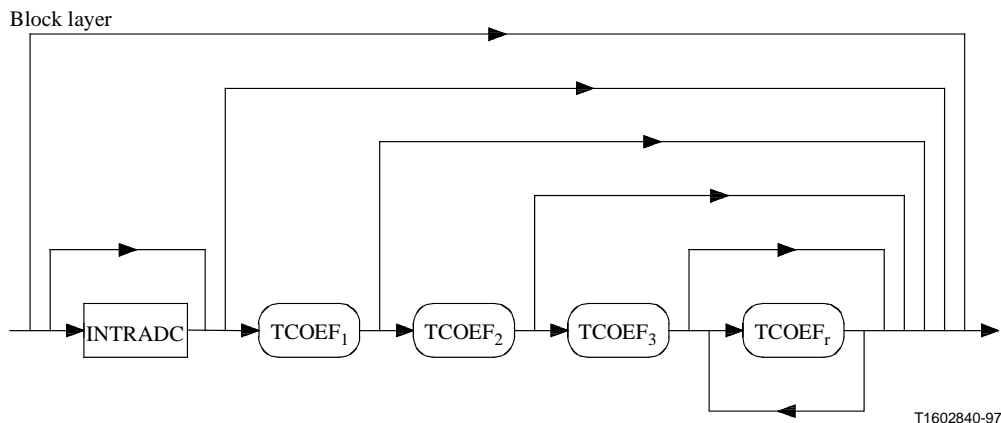 Block layer
INTRADC
TCOEF1
TCOEF2
TCOEF3
TCOEFr
T1602840-97